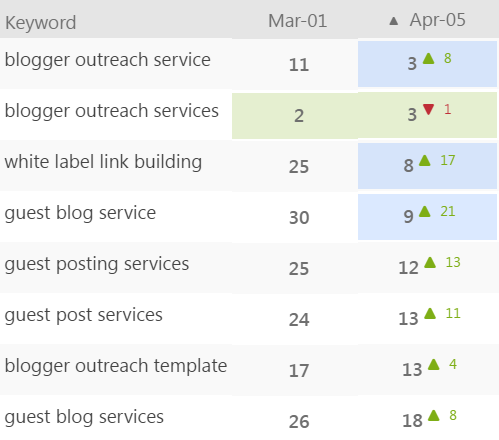 Keyword Mar-01 ▲ Apr-05
blogger outreach service 11 3 ▲ 8
blogger outreach services 2 3 ▼ 1
white label link building 25 8 ▲ 17
guest blog service 30 9 ▲ 21
guest posting services 25 12 ▲ 13
guest post services 24 13 ▲ 11
blogger outreach template 17 13 ▲ 4
guest blog services 26 18 ▲ 8